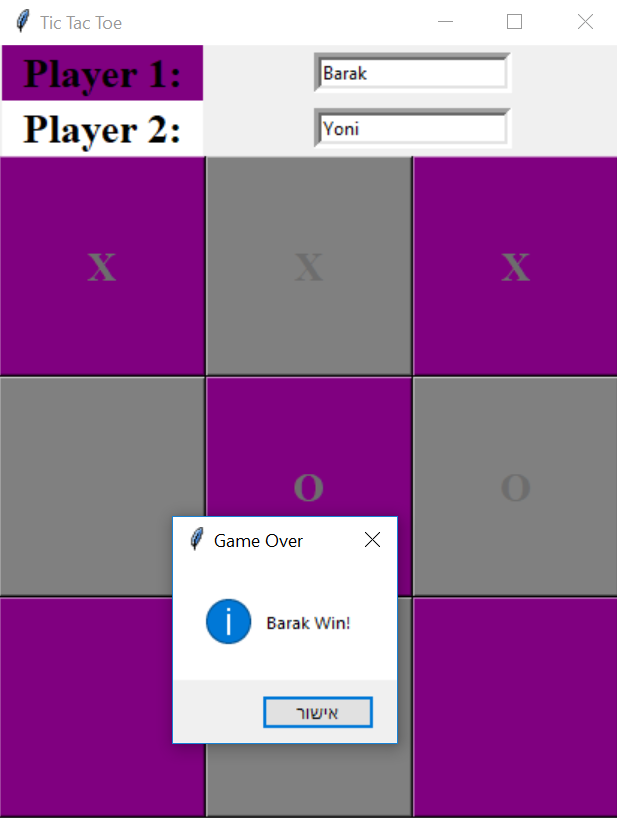 Tic Tac Toe
Player 1: Barak
Player 2: Yoni
X X X
O O
Game Over
Barak Win!
אישור